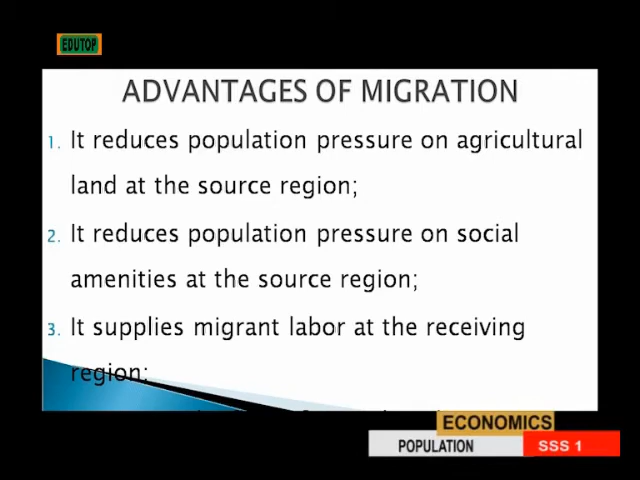 EDUTOP
ADVANTAGES OF MIGRATION
1. It reduces population pressure on agricultural
land at the source region;
2. It reduces population pressure on social
amenities at the source region;
3. It supplies migrant labor at the receiving
region;
ECONOMICS
POPULATION SSS 1